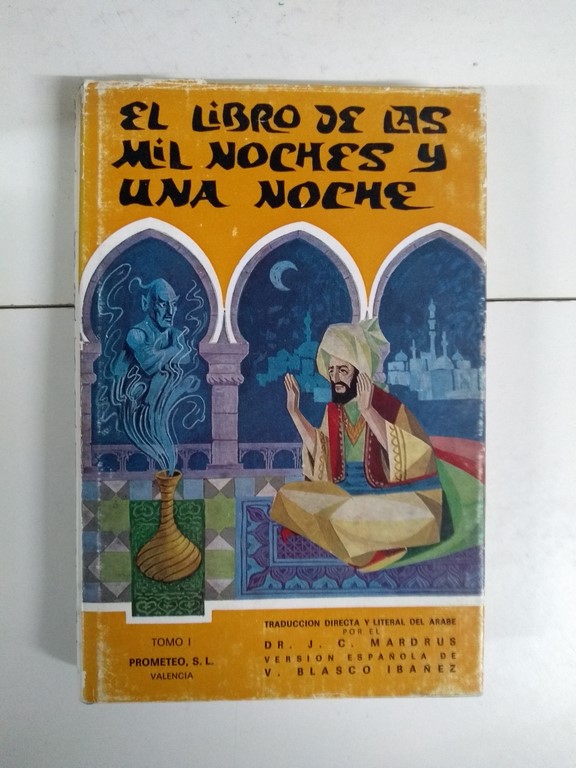 EL LIBRO DE LAS
MIL NOCHES Y
UNA NOCHE
TOMO I
PROMETEO, S. L.
VALENCIA
TRADUCCION DIRECTA Y LITERAL DEL ARABE
POR EL
DR. J. C. MARDRUS
VERSION ESPAÑOLA DE
V. BLASCO IBAÑEZ